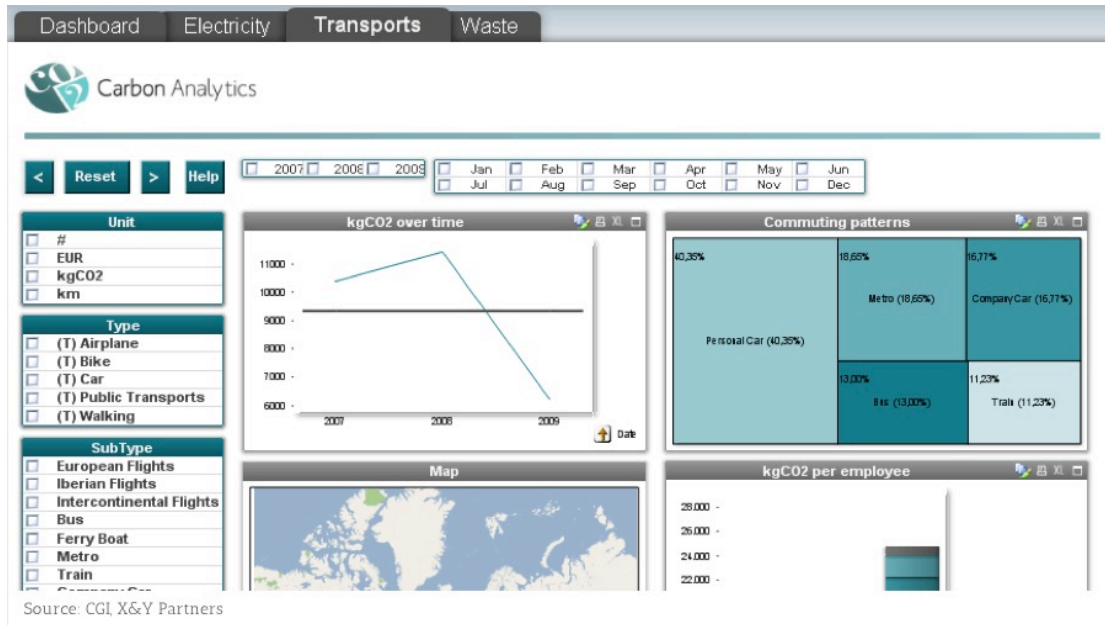 Dashboard Electricity Transports Waste
CO2 Carbon Analytics
< Reset > Help
2007 2008 2009
Jan Feb Mar Apr May Jun
Jul Aug Sep Oct Nov Dec
Unit
#
EUR
kgCO2
km
Type
(T) Airplane
(T) Bike
(T) Car
(T) Public Transports
(T) Walking
SubType
European Flights
Iberian Flights
Intercontinental Flights
Bus
Ferry Boat
Metro
Train
kgCO2 over time XL
11000
10000
9000
8000
7000
6000
2007 2008 2009
Date
Commuting patterns XL
40,35% 18,65% 16,77%
Personal Car (40,35%) Metro (18,65%) Company Car (16,77%)
13,00% 11,23%
Bus (13,00%) Train (11,23%)
Map
kgCO2 per employee XL
28.000
26.000
24.000
22.000
Source: CGI, X&Y Partners